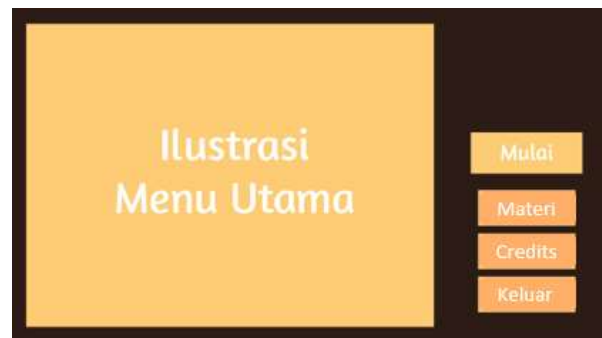 Ilustrasi
Menu Utama
Mulai
Materi
Credits
Keluar